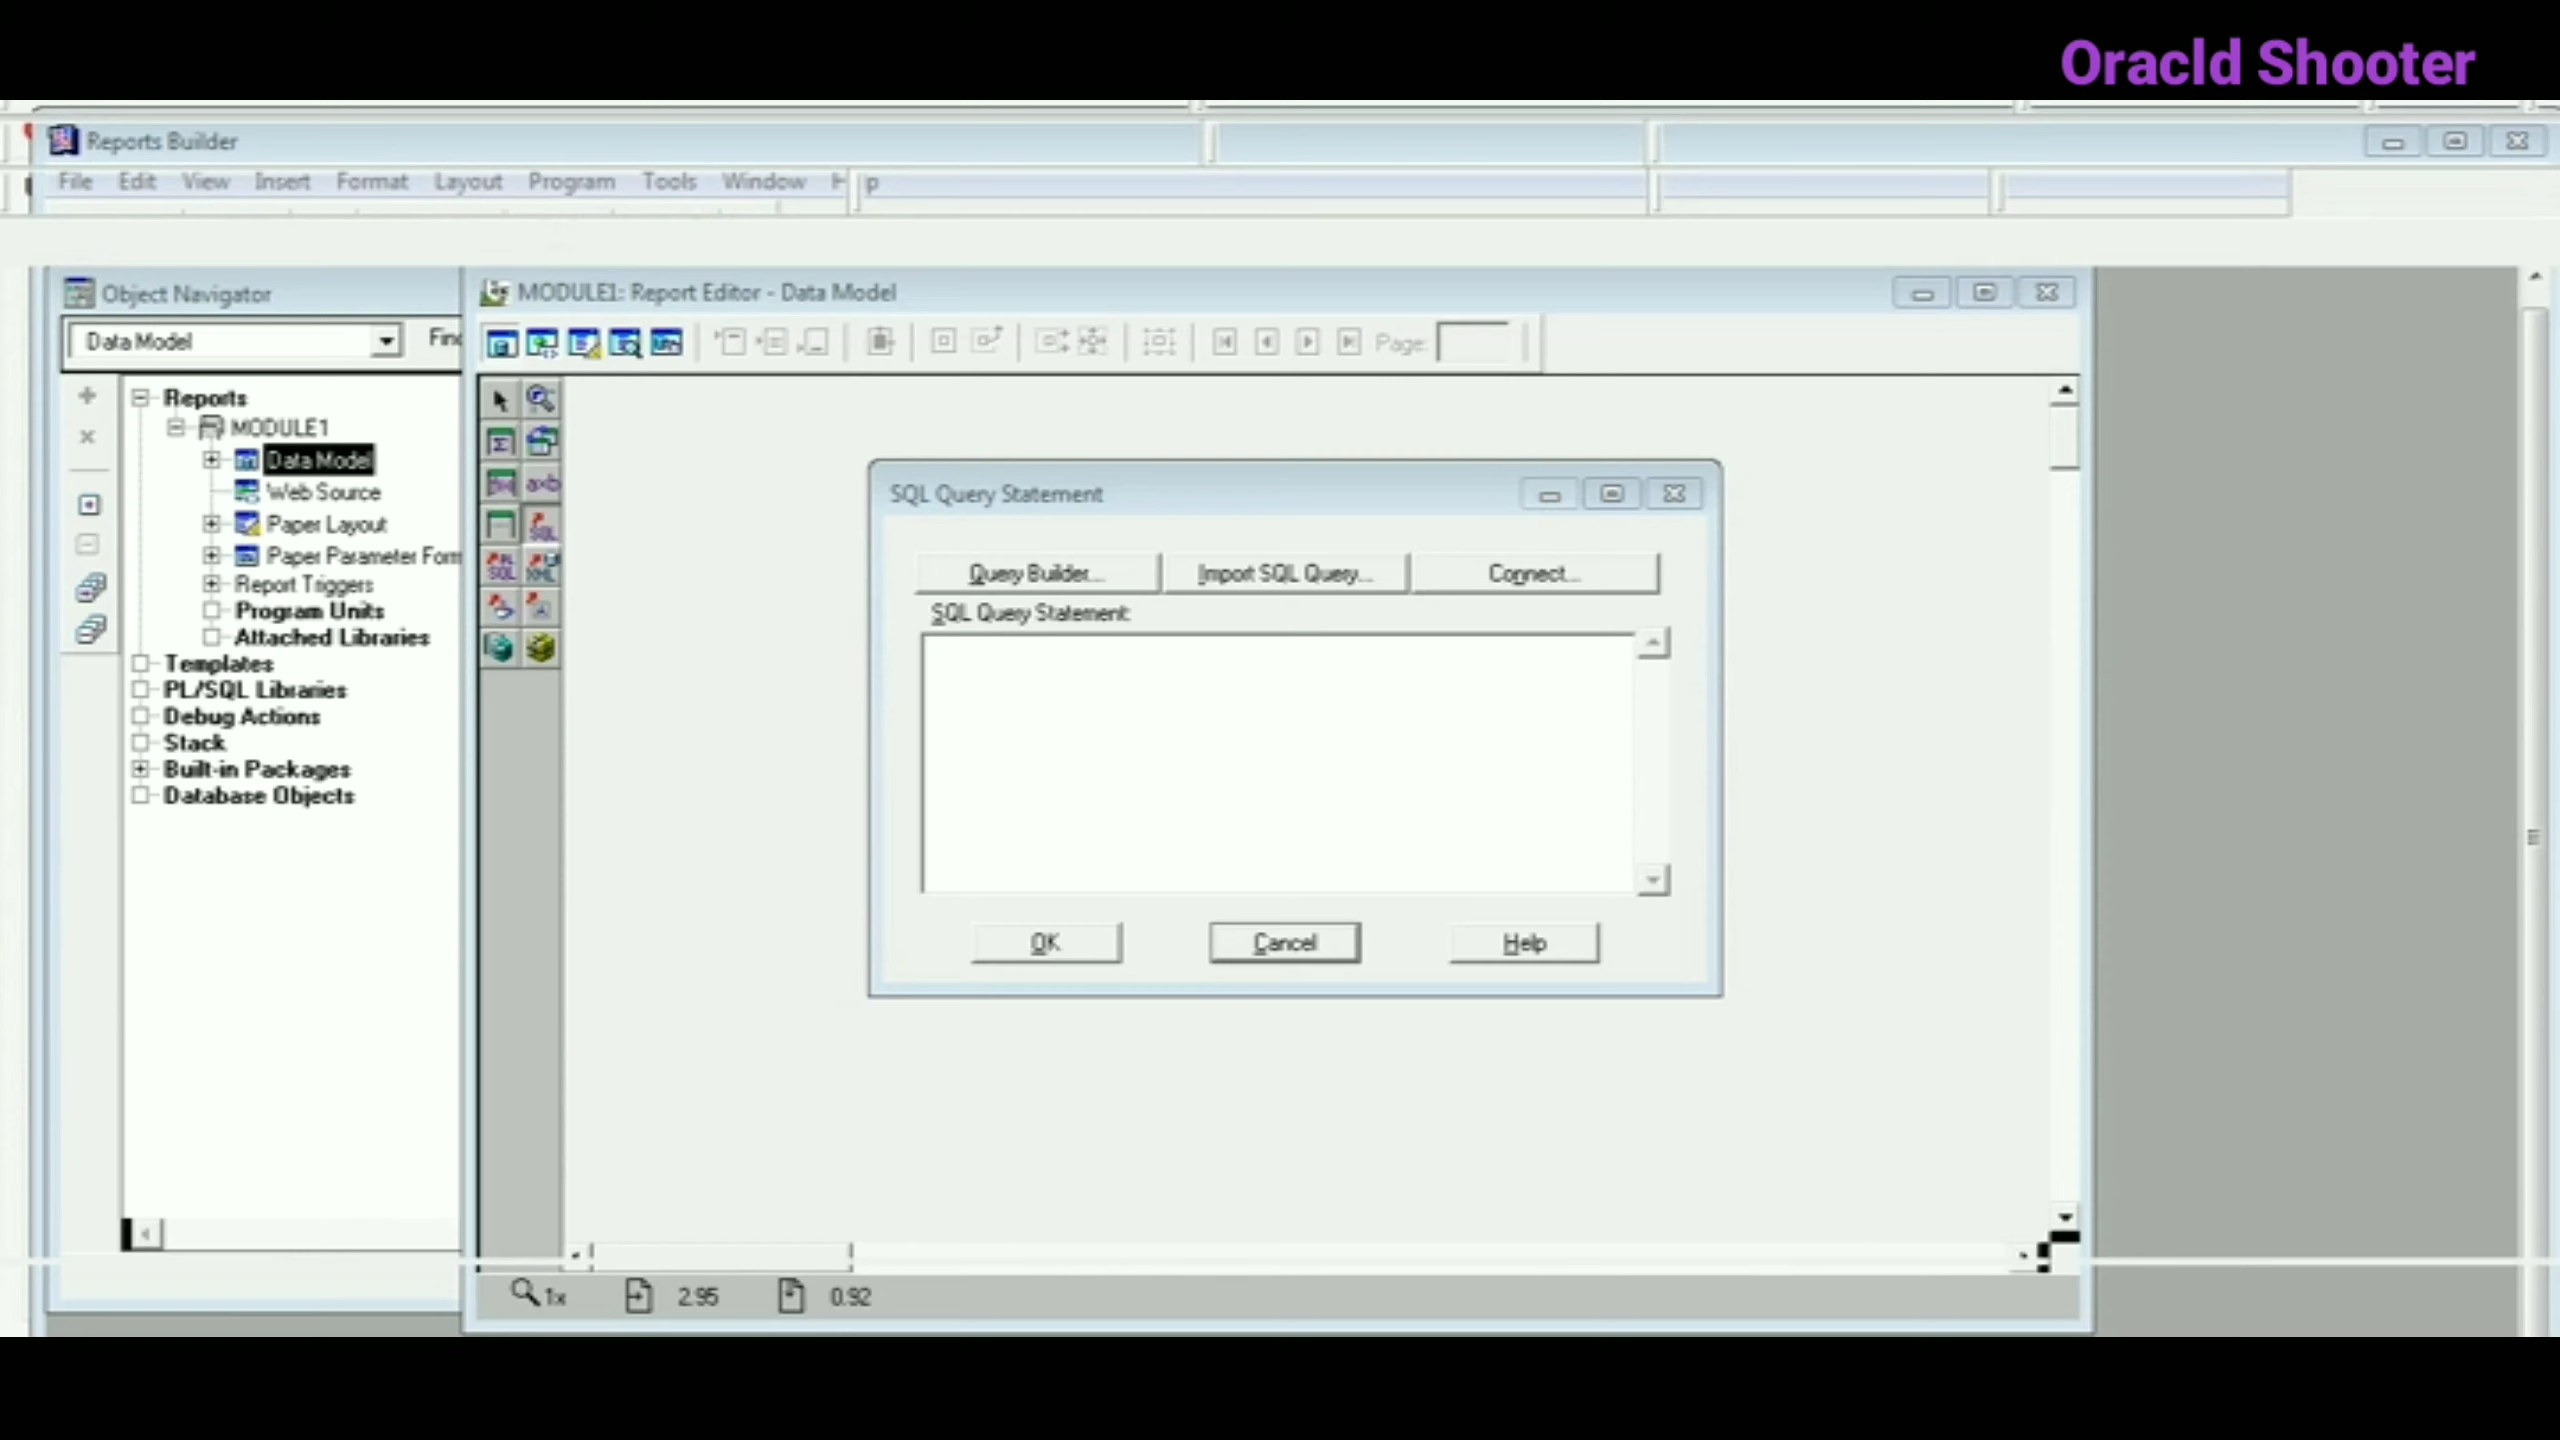 Oracld Shooter
Reports Builder
File Edit View Insert Format Layout Program Tools Window
Object Navigator
MODULE1: Report Editor - Data Model
Data Model
Page:
Reports
MODULE1
Data Model
Web Source
Paper Layout
Paper Parameter Form
Report Triggers
Program Units
Attached Libraries
Templates
PL/SQL Libraries
Debug Actions
Stack
Built-in Packages
Database Objects
SQL Query Statement
Query Builder... Import SQL Query... Connect...
SQL Query Statement:
OK Cancel Help
1x 2.95 0.92